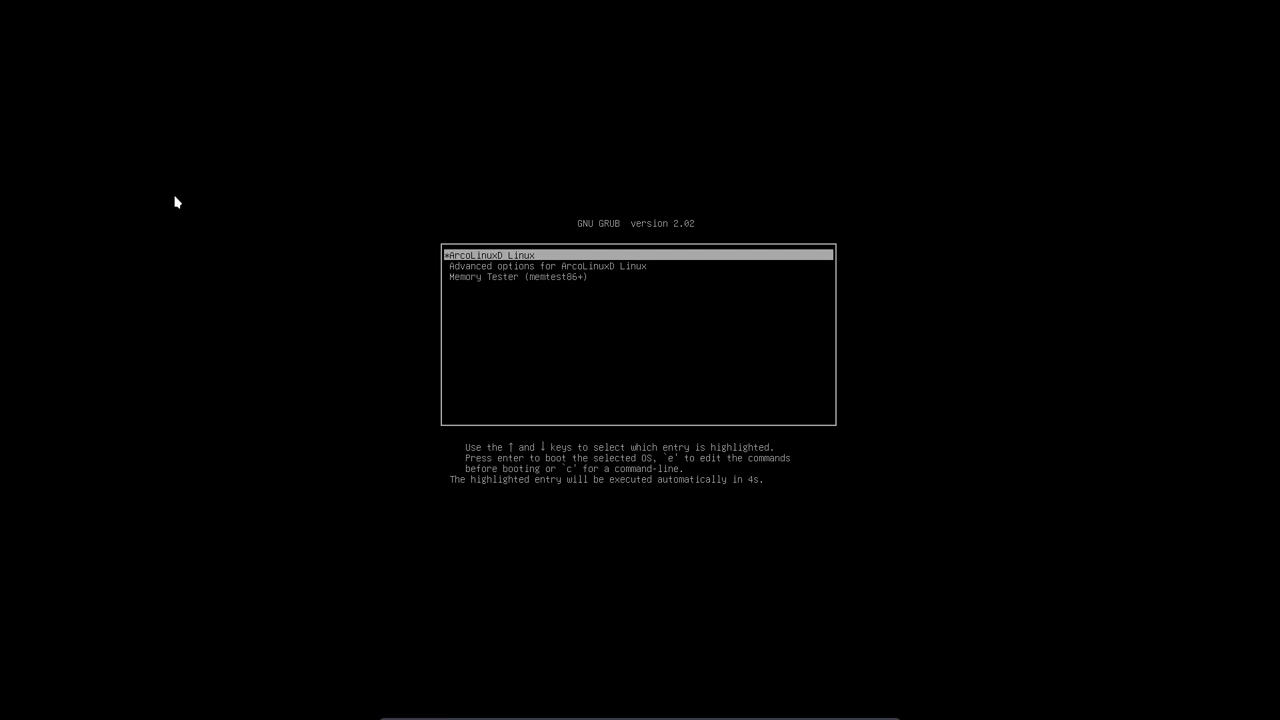 GNU GRUB  version 2.02
*ArcoLinuxD Linux
Advanced options for ArcoLinuxD Linux
Memory Tester (memtest86+)
Use the ↑ and ↓ keys to select which entry is highlighted.
Press enter to boot the selected OS, `e' to edit the commands
before booting or `c' for a command-line.
The highlighted entry will be executed automatically in 4s.